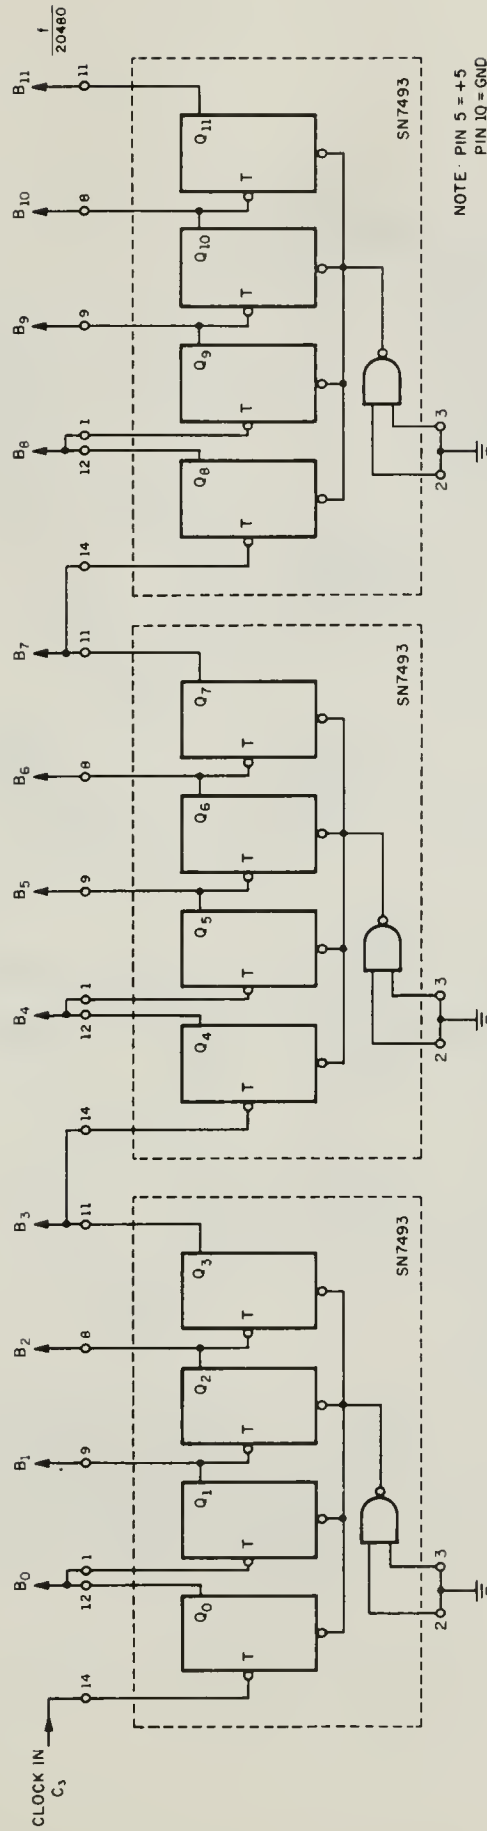 CLOCK IN
C3
B0
B1
B2
B3
B4
B5
B6
B7
B8
B9
B10
B11
f
20480
14
12
1
9
8
11
14
12
1
9
8
11
14
12
1
9
8
11
Q0
Q1
Q2
Q3
Q4
Q5
Q6
Q7
Q8
Q9
Q10
Q11
T
T
T
T
T
T
T
T
T
T
T
T
SN7493
SN7493
SN7493
2
3
2
3
2
3
NOTE: PIN 5 = +5
PIN 10 = GND